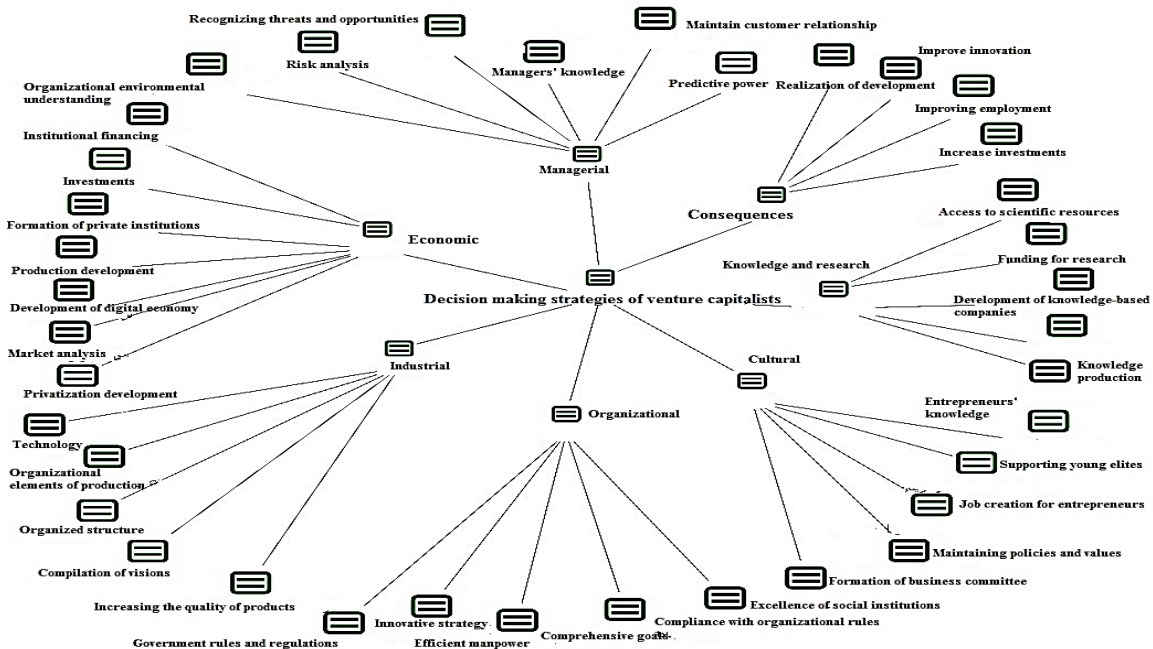 Recognizing threats and opportunities
Maintain customer relationship
Improve innovation
Risk analysis
Managers' knowledge
Predictive power
Realization of development
Organizational environmental
understanding
Improving employment
Institutional financing
Increase investments
Managerial
Investments
Consequences
Access to scientific resources
Formation of private institutions
Economic
Knowledge and research
Funding for research
Production development
Decision making strategies of venture capitalists
Development of knowledge-based
companies
Development of digital economy
Market analysis
Industrial
Cultural
Knowledge
production
Privatization development
Entrepreneurs'
knowledge
Organizational
Technology
Supporting young elites
Organizational
elements of production
Job creation for entrepreneurs
Organized structure
Maintaining policies and values
Compilation of visions
Formation of business committee
Increasing the quality of products
Excellence of social institutions
Innovative strategy
Compliance with organizational rules
Government rules and regulations
Efficient manpower
Comprehensive goals